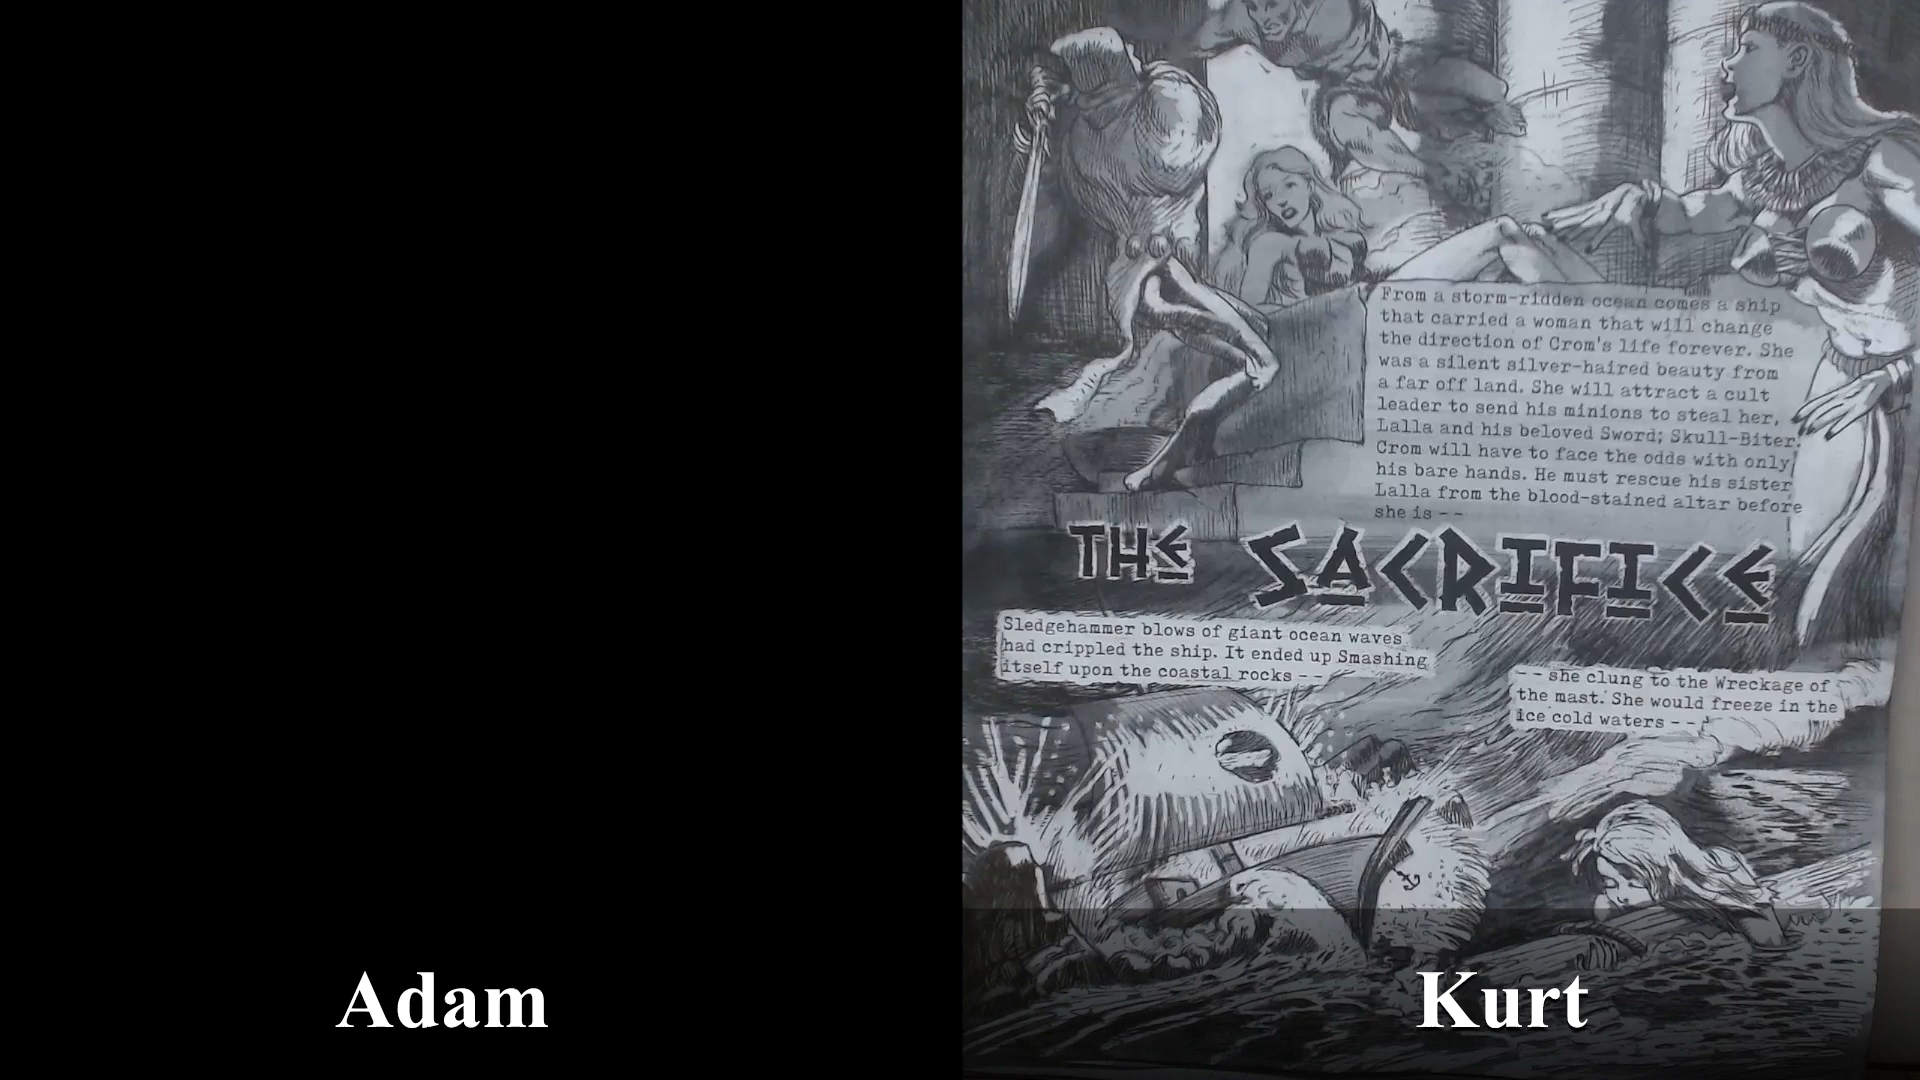 From a storm-ridden ocean comes a ship
that carried a woman that will change
the direction of Crom's life forever. She
was a silent silver-haired beauty from
a far off land. She will attract a cult
leader to send his minions to steal her,
Lalla and his beloved Sword; Skull-Biter.
Crom will have to face the odds with only
his bare hands. He must rescue his sister
Lalla from the blood-stained altar before
she is --
THE SACRIFICE
Sledgehammer blows of giant ocean waves
had crippled the ship. It ended up Smashing
itself upon the coastal rocks --
-- she clung to the Wreckage of
the mast. She would freeze in the
ice cold waters --
Adam
Kurt